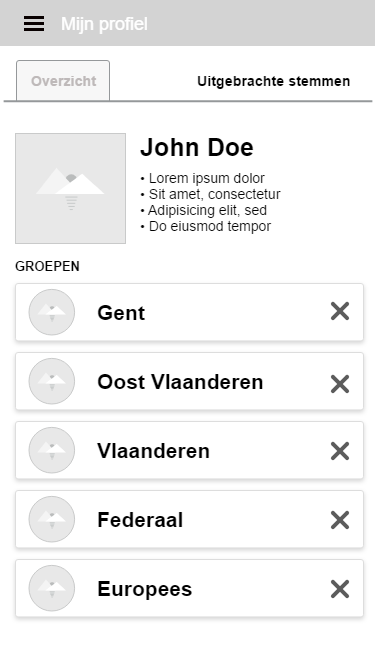 Mijn profiel
Overzicht
Uitgebrachte stemmen
John Doe
• Lorem ipsum dolor
• Sit amet, consectetur
• Adipisicing elit, sed
• Do eiusmod tempor
GROEPEN
Gent
Oost Vlaanderen
Vlaanderen
Federaal
Europees